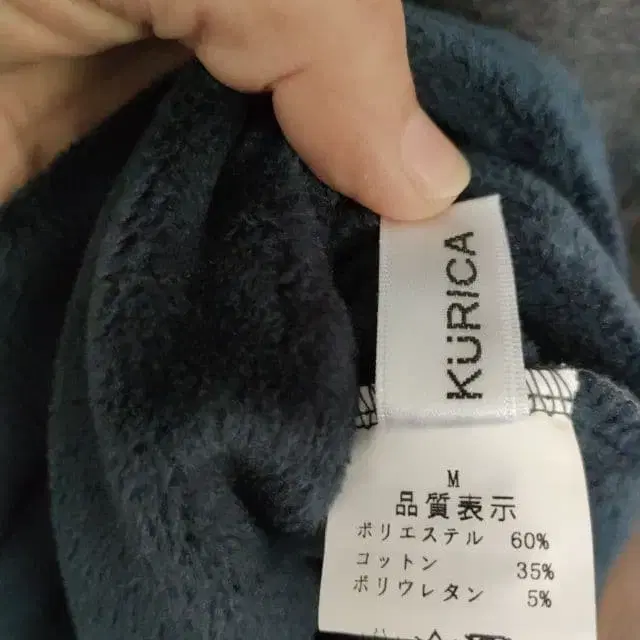 KüRICA
M
品質表示
ポリエステル 60%
コットン 35%
ポリウレタン 5%